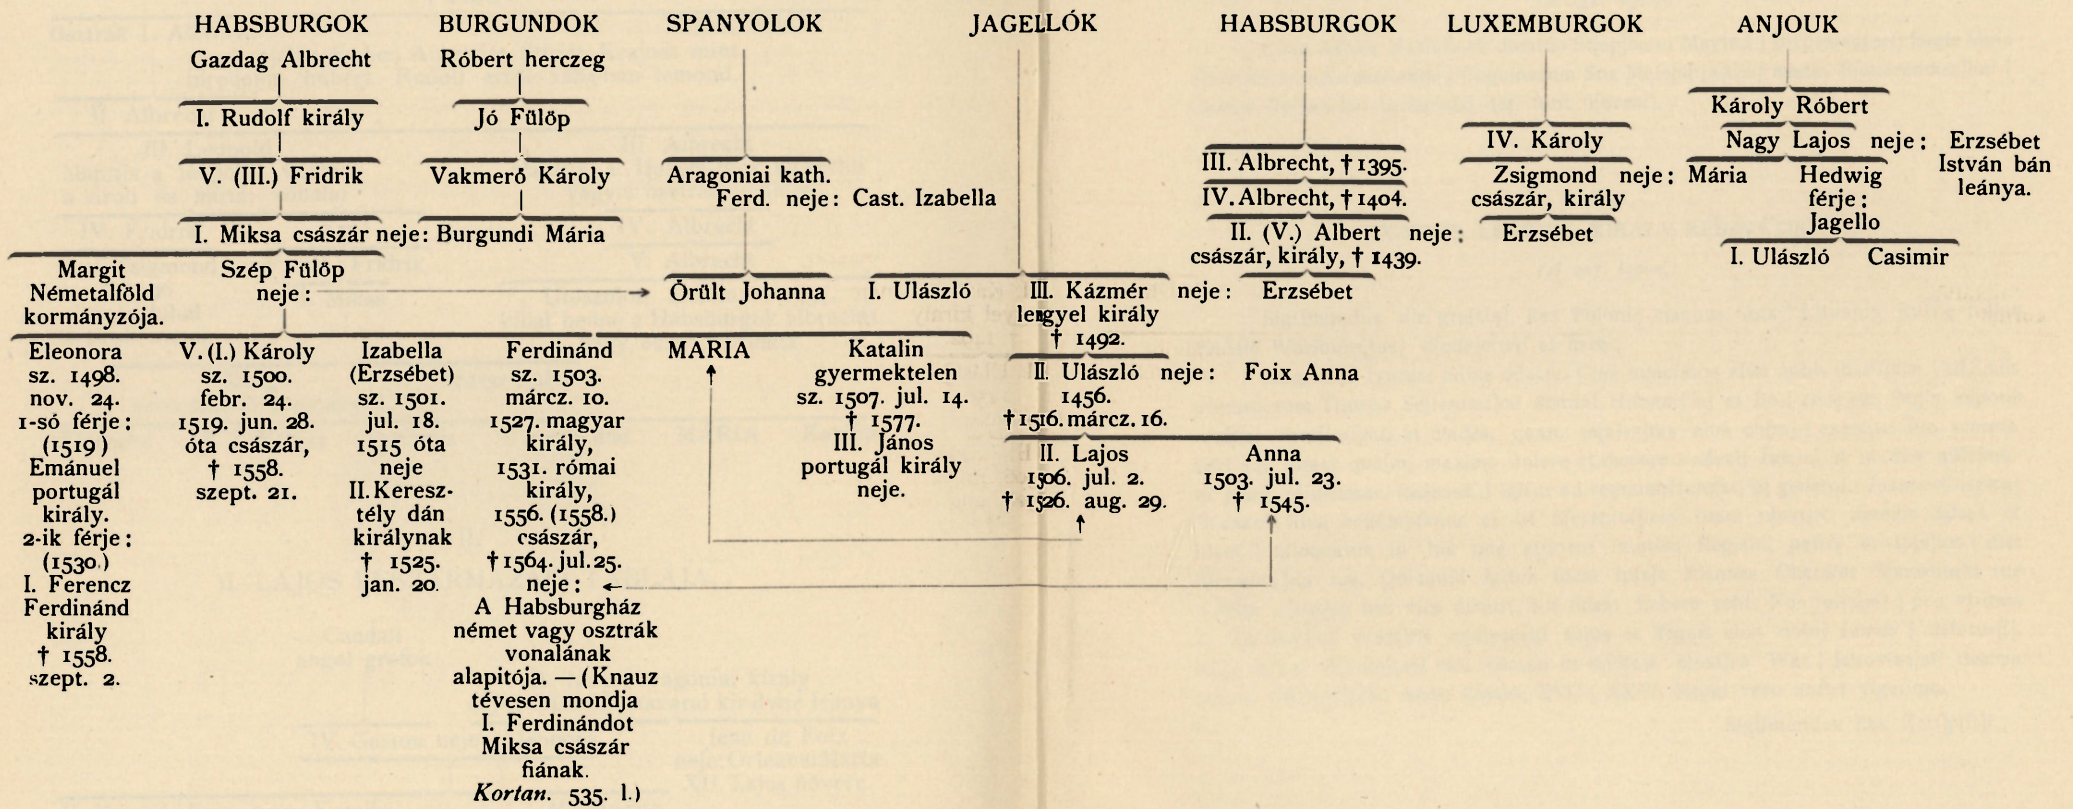 HABSBURGOK BURGUNDOK SPANYOLOK JAGELLÓK HABSBURGOK LUXEMBURGOK ANJOUK
Gazdag Albrecht
I. Rudolf király
V. (III.) Fridrik
I. Miksa császár neje: Burgundi Mária
Róbert herczeg
Jó Fülöp
Vakmerő Károly
Aragoniai kath.
Ferd. neje: Cast. Izabella
Margit
Németalföld
kormányzója.
Szép Fülöp
neje:
Őrült Johanna
I. Ulászló
III. Kázmér neje: Erzsébet
lengyel király
† 1492.
III. Albrecht, † 1395.
IV. Albrecht, † 1404.
II. (V.) Albert neje: Erzsébet
császár, király, † 1439.
IV. Károly
Zsigmond neje: Mária
császár, király
Károly Róbert
Nagy Lajos neje: Erzsébet
István bán
leánya.
Hedwig
férje:
Jagello
I. Ulászló Casimir
Eleonora
sz. 1498.
nov. 24.
1-só férje:
(1519)
Emánuel
portugál
király.
2-ik férje:
(1530.)
I. Ferencz
Ferdinánd
király
† 1558.
szept. 2.
V. (I.) Károly
sz. 1500.
febr. 24.
1519. jun. 28.
óta császár,
† 1558.
szept. 21.
Izabella
(Erzsébet)
sz. 1501.
jul. 18.
1515 óta
neje
II. Keresz-
tély dán
királynak
† 1525.
jan. 20.
Ferdinánd
sz. 1503.
márcz. 10.
1527. magyar
király,
1531. római
király,
1556. (1558.)
császár,
† 1564. jul. 25.
neje:
A Habsburgház
német vagy osztrák
vonalának
alapitója. — (Knauz
tévesen mondja
I. Ferdinándot
Miksa császár
fiának.
Kortan. 535. l.)
MARIA
Katalin
gyermektelen
sz. 1507. jul. 14.
† 1577.
III. János
portugál király
neje.
II. Ulászló neje: Foix Anna
1456.
† 1516. márcz. 16.
II. Lajos
1506. jul. 2.
† 1526. aug. 29.
Anna
1503. jul. 23.
† 1545.